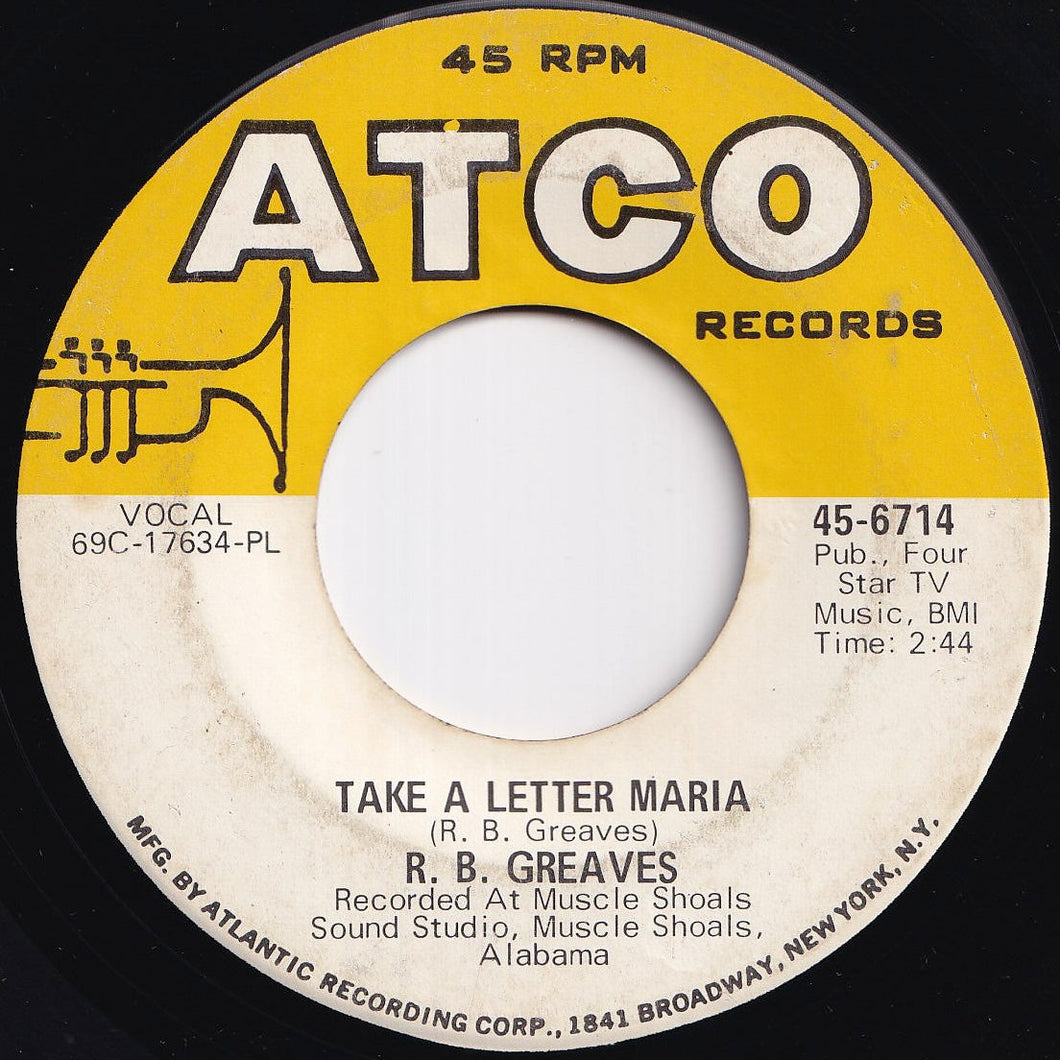 45 RPM
ATCO
RECORDS
VOCAL
69C-17634-PL
45-6714
Pub., Four
Star TV
Music, BMI
Time: 2:44
TAKE A LETTER MARIA
(R. B. Greaves)
R. B. GREAVES
Recorded At Muscle Shoals
Sound Studio, Muscle Shoals,
Alabama
MFG. BY ATLANTIC RECORDING CORP., 1841 BROADWAY, NEW YORK, N.Y.